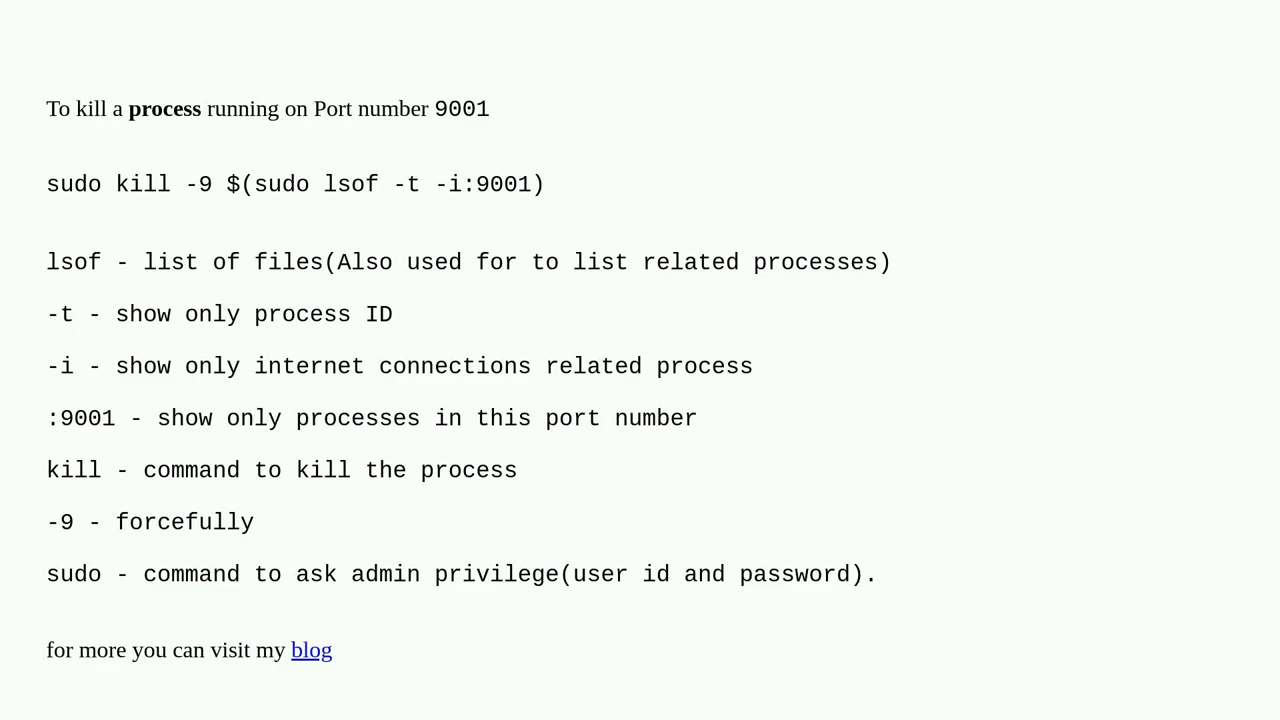 To kill a process running on Port number 9001
sudo kill -9 $(sudo lsof -t -i:9001)
lsof - list of files(Also used for to list related processes)
-t - show only process ID
-i - show only internet connections related process
:9001 - show only processes in this port number
kill - command to kill the process
-9 - forcefully
sudo - command to ask admin privilege(user id and password).
for more you can visit my blog